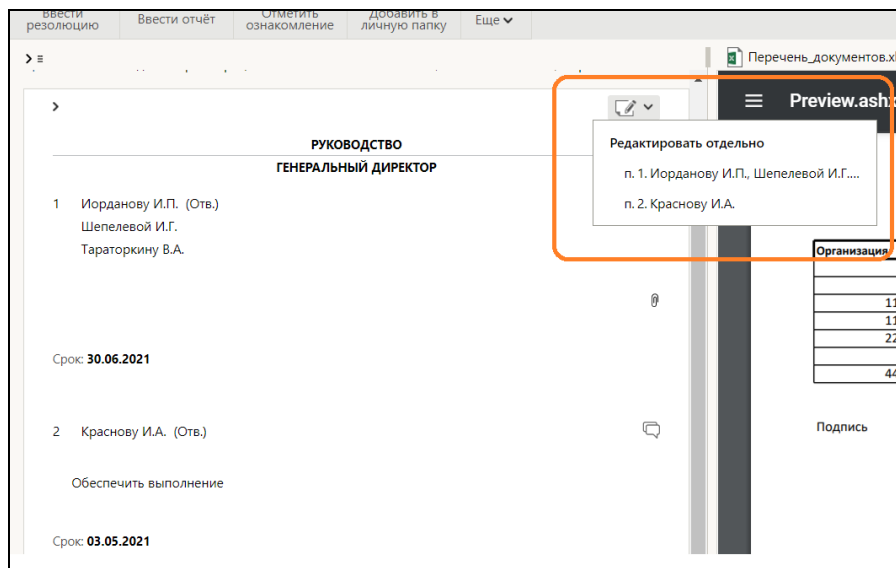 Ввести
резолюцию
Ввести отчёт
Отметить
ознакомление
Добавить в
личную папку
Еще
Перечень_документов.xl
Preview.ashx
РУКОВОДСТВО
ГЕНЕРАЛЬНЫЙ ДИРЕКТОР
Редактировать отдельно
п. 1. Иорданову И.П., Шепелевой И.Г....
п. 2. Краснову И.А.
1 Иорданову И.П. (Отв.)
Шепелевой И.Г.
Тараторкину В.А.
Организация
11
11
22
44
Срок: 30.06.2021
2 Краснову И.А. (Отв.)
Подпись
Обеспечить выполнение
Срок: 03.05.2021